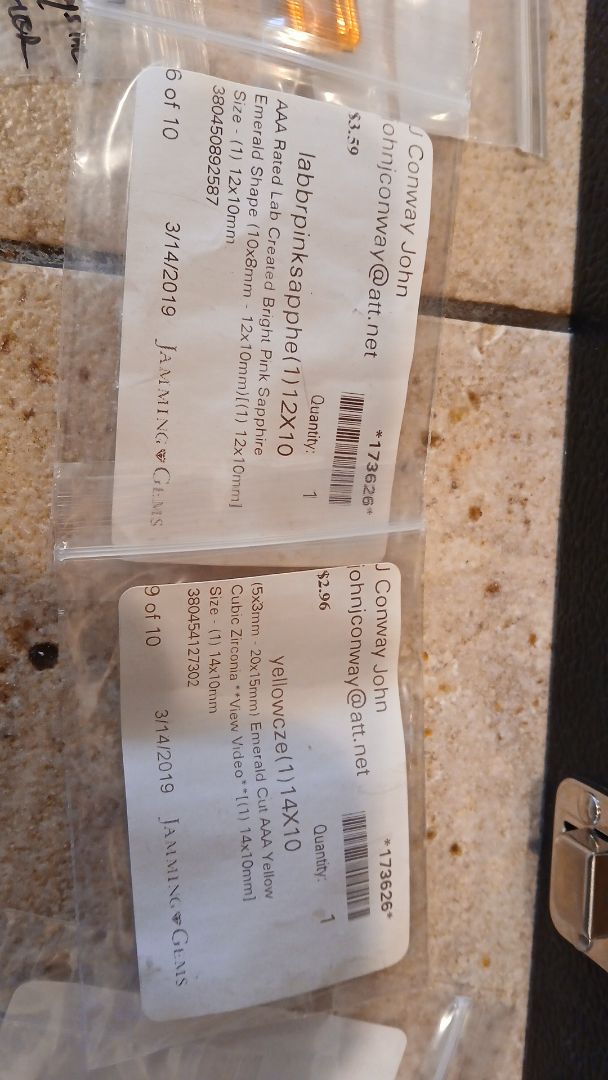 J Conway John
ohnjconway@att.net
$3.59
*173626*
labbrpinksapphe(1)12X10
Quantity:
1
AAA Rated Lab Created Bright Pink Sapphire
Emerald Shape (10x8mm - 12x10mm)[(1) 12x10mm]
Size - (1) 12x10mm
380450892587
6 of 10
3/14/2019
JAMMING GEMS
J Conway John
johnjconway@att.net
$2.96
*173626*
yellowcze(1)14X10
Quantity:
1
(5x3mm - 20x15mm) Emerald Cut AAA Yellow
Cubic Zirconia **View Video**[(1) 14x10mm]
Size - (1) 14x10mm
380454127302
9 of 10
3/14/2019
JAMMING GEMS